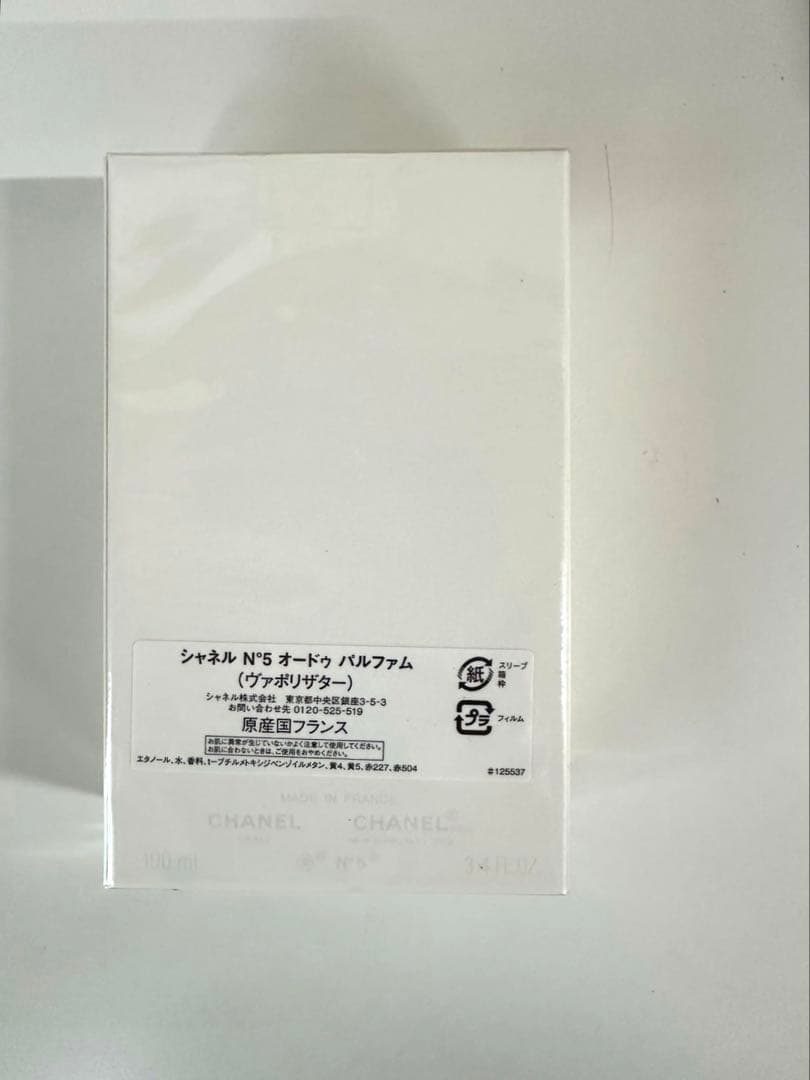 シャネル N°5 オードゥ パルファム
(ヴァポリザター)
シャネル株式会社 東京都中央区銀座3-5-3
お問い合わせ先 0120-525-519
原産国フランス
お肌に異常が生じていないかよく注意して使用してください。
お肌に合わないときは、ご使用をおやめください。
エタノール、水、香料、t-ブチルメトキシジベンゾイルメタン、黄4、黄5、赤227、赤504
紙
スリーブ
箱
枠
プラ
フィルム
#125537
MADE IN FRANCE
CHANEL CHANEL
100 ml N°5 3.4 FL.OZ.